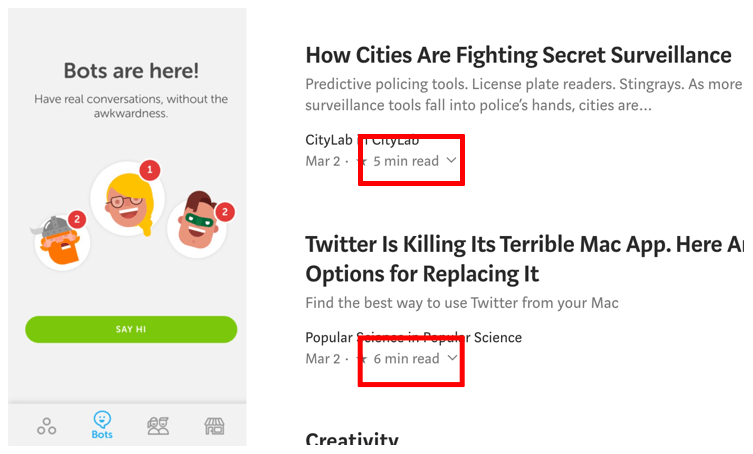 Bots are here!
Have real conversations, without the
awkwardness.
1
2
2
SAY HI
Bots
How Cities Are Fighting Secret Surveillance
Predictive policing tools. License plate readers. Stingrays. As more
surveillance tools fall into police's hands, cities are...
CityLab in CityLab
Mar 2 · ★ 5 min read
Twitter Is Killing Its Terrible Mac App. Here
Options for Replacing It
Find the best way to use Twitter from your Mac
Popular Science in Popular Science
Mar 2 · ★ 6 min read
Creativity